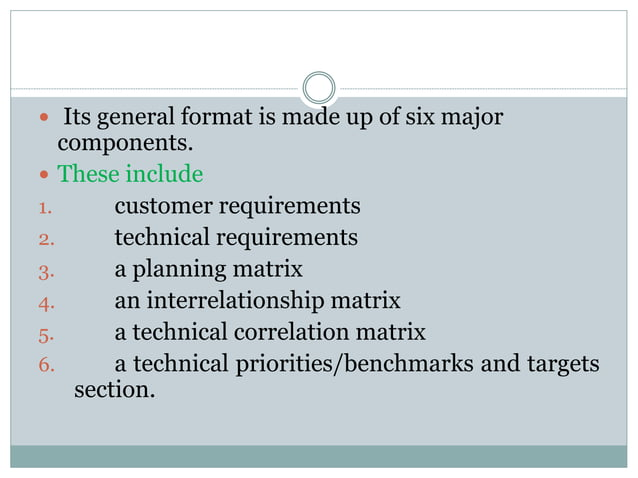 • Its general format is made up of six major
components.
• These include
1. customer requirements
2. technical requirements
3. a planning matrix
4. an interrelationship matrix
5. a technical correlation matrix
6. a technical priorities/benchmarks and targets
section.